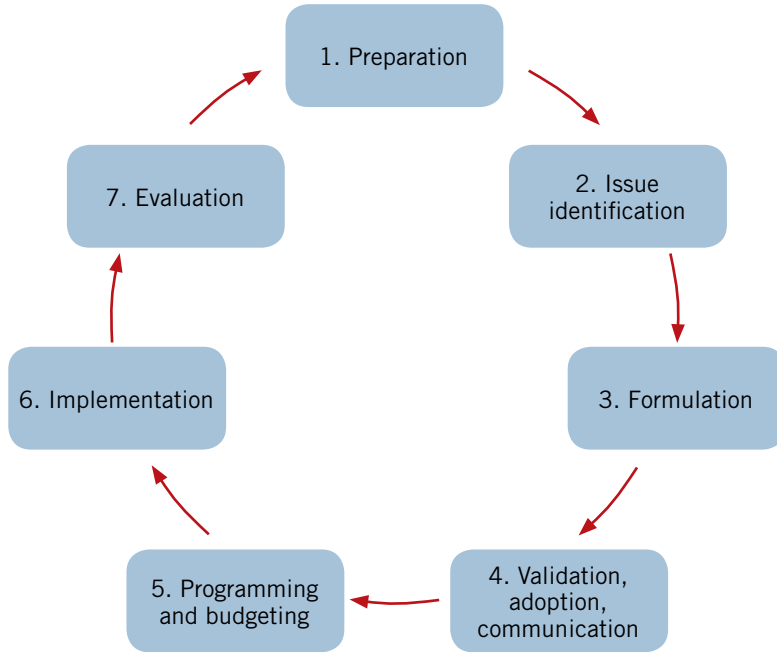 1. Preparation
2. Issue
identification
3. Formulation
4. Validation,
adoption,
communication
5. Programming
and budgeting
6. Implementation
7. Evaluation